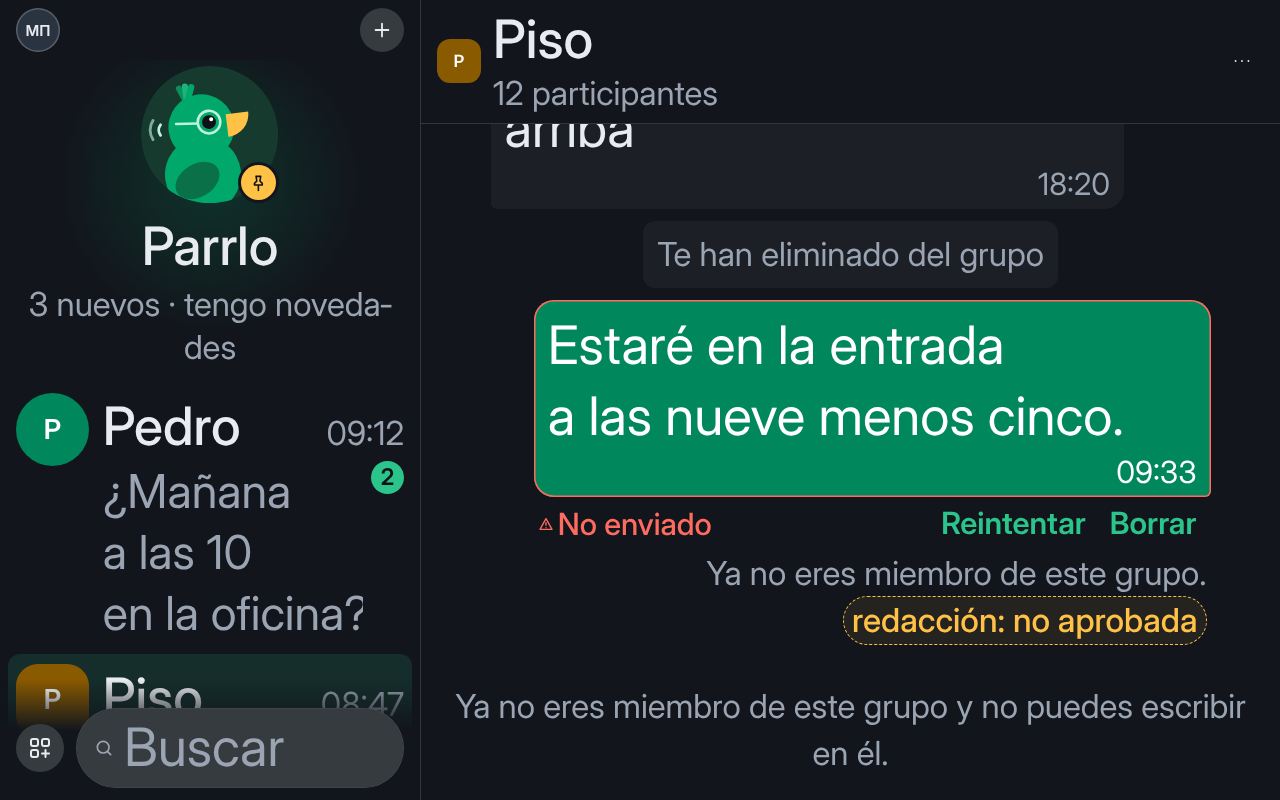 МП
Parrlo
3 nuevos · tengo noveda-
des
P
Pedro
09:12
¿Mañana
a las 10
en la oficina?
2
P
Piso
08:47
Buscar
P
Piso
12 participantes
...
arriba
18:20
Te han eliminado del grupo
Estaré en la entrada
a las nueve menos cinco.
09:33
No enviado
Reintentar
Borrar
Ya no eres miembro de este grupo.
redacción: no aprobada
Ya no eres miembro de este grupo y no puedes escribir
en él.